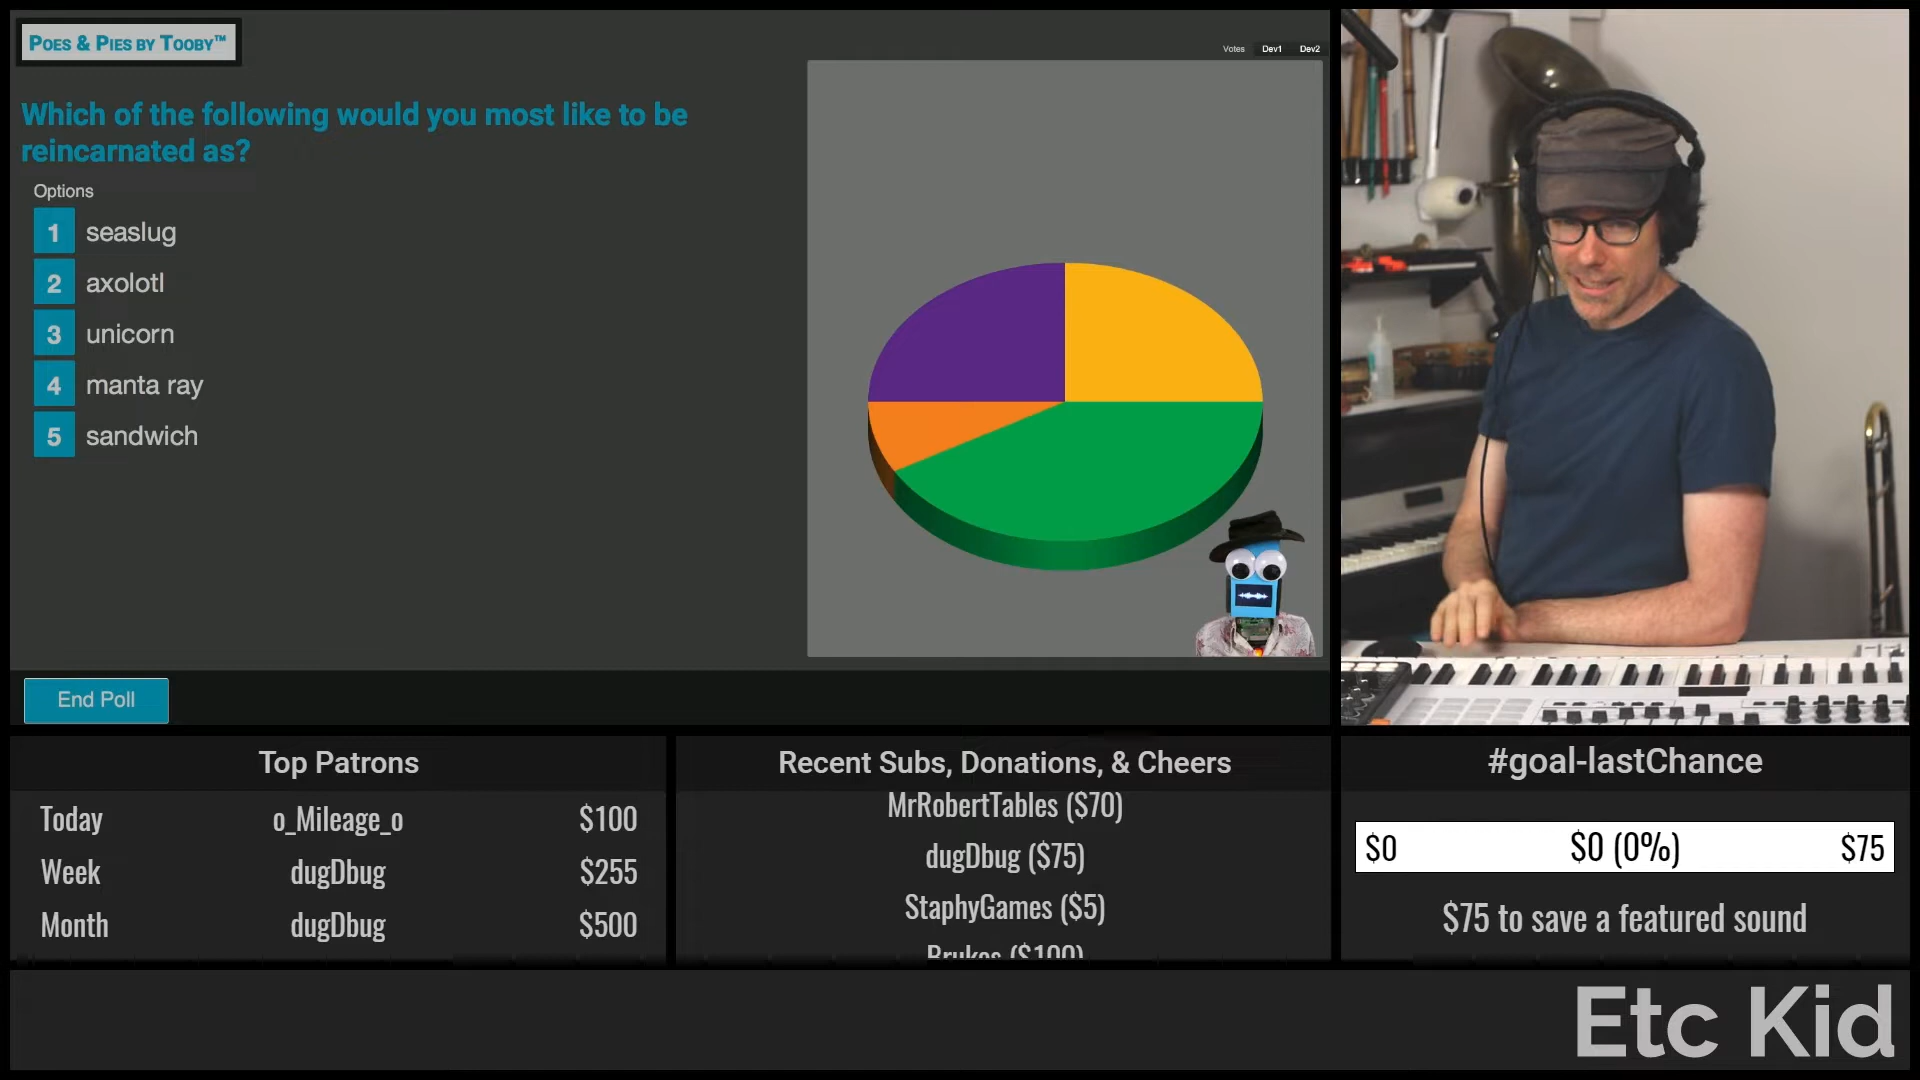 POES & PIES BY TOOBY™
Votes Dev1 Dev2
Which of the following would you most like to be
reincarnated as?
Options
1 seaslug
2 axolotl
3 unicorn
4 manta ray
5 sandwich
End Poll
Top Patrons
Today o_Mileage_o $100
Week dugDbug $255
Month dugDbug $500
Recent Subs, Donations, & Cheers
MrRobertTables ($70)
dugDbug ($75)
StaphyGames ($5)
Brukes ($100)
#goal-lastChance
$0 $0 (0%) $75
$75 to save a featured sound
Etc Kid